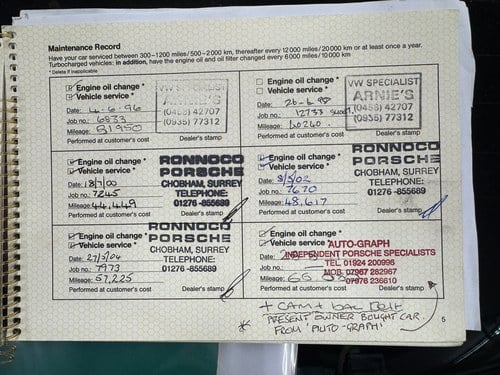 Maintenance Record
Have your car serviced between 300-1200 miles/500-2000 km, thereafter every 12000 miles/20000 km or at least once a year.
Turbocharged vehicles: in addition, have the engine oil and oil filter changed every 6000 miles/10000 km
* Delete if inapplicable
Engine oil change *
Vehicle service *
Date: 4-6-96
Job no.: 6833
Mileage: 31950
Performed at customer's cost
Dealer's stamp
VW SPECIALIST
ARNIE'S
(0458) 42707
(0935) 77312
Engine oil change *
Vehicle service *
Date:
Job no.: 12733
Mileage: 40260
Performed at customer's cost
Dealer's stamp
VW SPECIALIST
ARNIE'S
(0458) 42707
(0935) 77312
Engine oil change *
Vehicle service *
Date: 18/7/00
Job no.: 7245
Mileage: 44,449
Performed at customer's cost
Dealer's stamp
RONNOCO
PORSCHE
CHOBHAM, SURREY
TELEPHONE:
01276 -855689
Engine oil change *
Vehicle service *
Date: 8/5/02
Job no.: 7670
Mileage: 48,617
Performed at customer's cost
Dealer's stamp
RONNOCO
PORSCHE
CHOBHAM, SURREY
TELEPHONE:
01276 -855689
Engine oil change *
Vehicle service *
Date: 27/5/04
Job no.: 7973
Mileage: 57,225
Performed at customer's cost
Dealer's stamp
RONNOCO
PORSCHE
CHOBHAM, SURREY
TELEPHONE:
01276 -855689
Engine oil change *
Vehicle service *
Date:
Job no.:
Mileage:
Performed at customer's cost
Dealer's stamp
AUTO-GRAPH
INDEPENDENT PORSCHE SPECIALISTS
TEL 01924 200996
MOB. 07967 282967
07976 236610
+ CAM + BAL BELT
* PRESENT OWNER BOUGHT CAR
FROM 'AUTO-GRAPH'
5